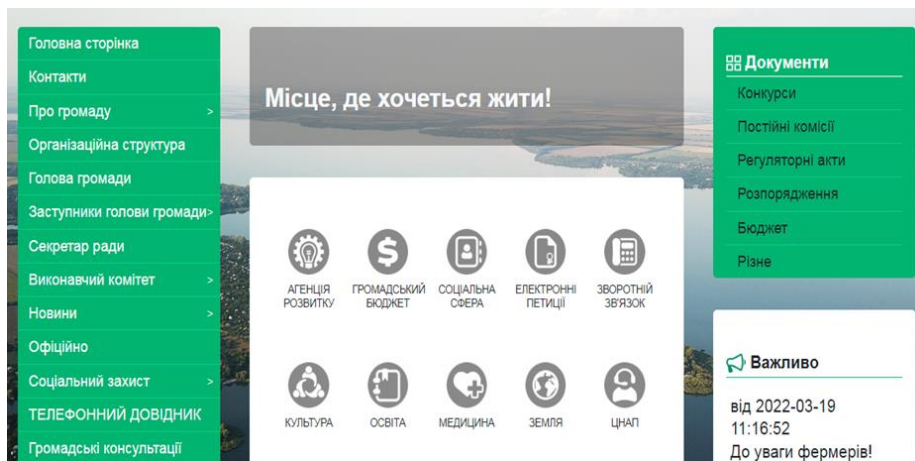 Головна сторінка
Контакти
Про громаду >
Організаційна структура
Голова громади
Заступники голови громади>
Секретар ради
Виконавчий комітет >
Новини >
Офіційно
Соціальний захист >
ТЕЛЕФОННИЙ ДОВІДНИК
Громадські консультації
Місце, де хочеться жити!
АГЕНЦІЯ
РОЗВИТКУ
ГРОМАДСЬКИЙ
БЮДЖЕТ
СОЦІАЛЬНА
СФЕРА
ЕЛЕКТРОННІ
ПЕТИЦІЇ
ЗВОРОТНІЙ
ЗВ'ЯЗОК
КУЛЬТУРА
ОСВІТА
МЕДИЦИНА
ЗЕМЛЯ
ЦНАП
Документи
Конкурси
Постійні комісії
Регуляторні акти
Розпорядження
Бюджет
Різне
Важливо
від 2022-03-19
11:16:52
До уваги фермерів!